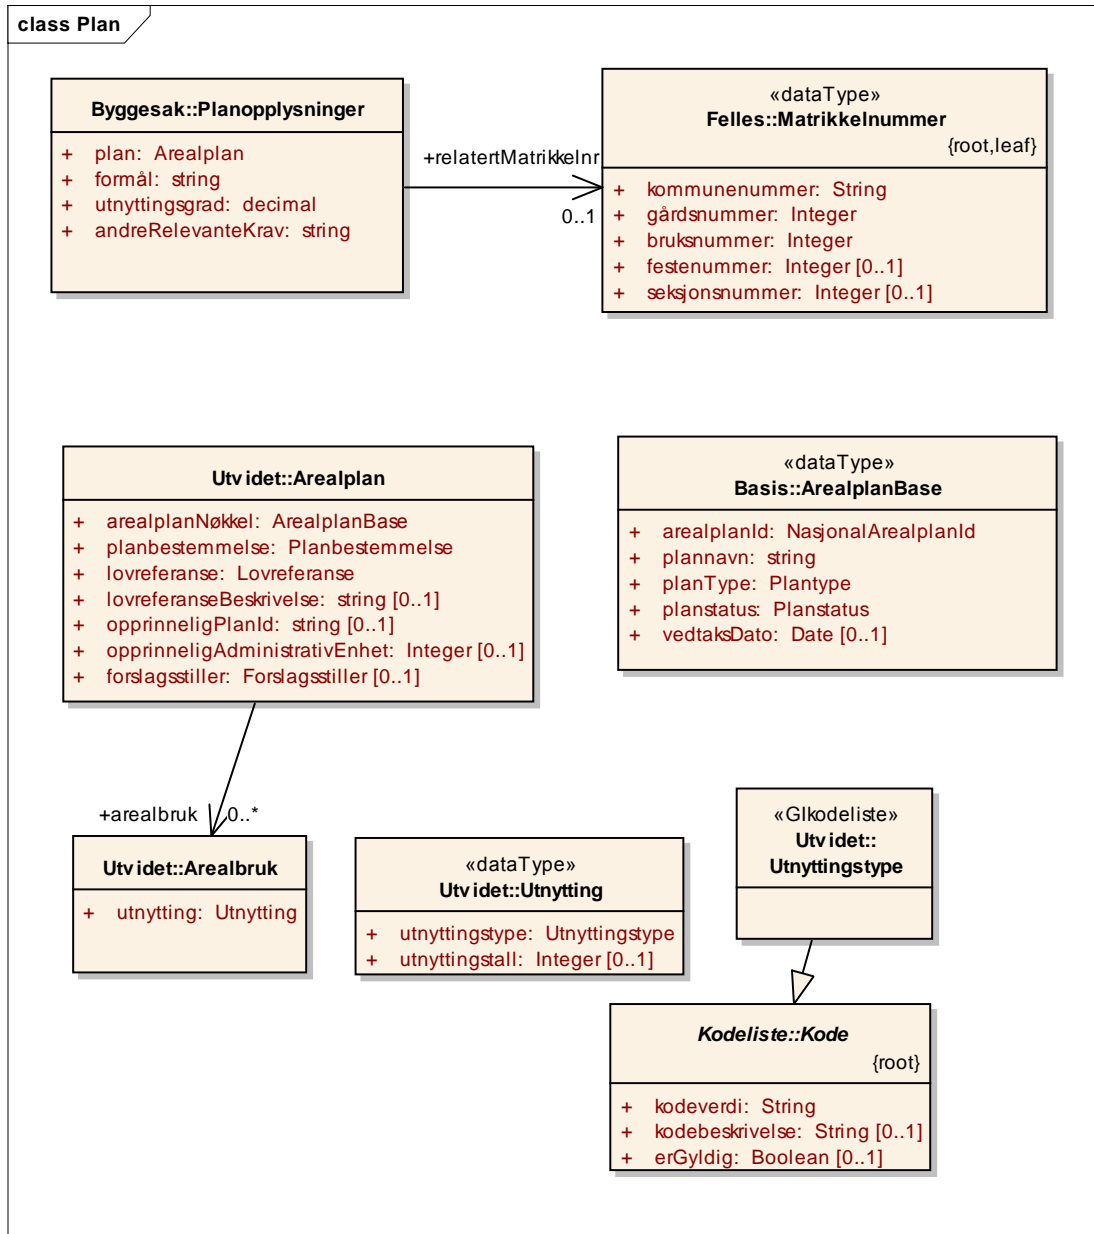 class Plan
Byggesak::Planopplysninger
+ plan: Arealplan
+ formål: string
+ utnyttingsgrad: decimal
+ andreRelevanteKrav: string
+relatertMatrikkelnr
0..1
«dataType»
Felles::Matrikkelnummer
{root,leaf}
+ kommunenummer: String
+ gårdsnummer: Integer
+ bruksnummer: Integer
+ festenummer: Integer [0..1]
+ seksjonsnummer: Integer [0..1]
Utvidet::Arealplan
+ arealplanNøkkel: ArealplanBase
+ planbestemmelse: Planbestemmelse
+ lovreferanse: Lovreferanse
+ lovreferanseBeskrivelse: string [0..1]
+ opprinneligPlanId: string [0..1]
+ opprinneligAdministrativEnhet: Integer [0..1]
+ forslagsstiller: Forslagsstiller [0..1]
«dataType»
Basis::ArealplanBase
+ arealplanId: NasjonalArealplanId
+ plannavn: string
+ planType: Plantype
+ planstatus: Planstatus
+ vedtaksDato: Date [0..1]
+arealbruk 0..*
Utvidet::Arealbruk
+ utnytting: Utnytting
«dataType»
Utvidet::Utnytting
+ utnyttingstype: Utnyttingstype
+ utnyttingstall: Integer [0..1]
«GIkodeliste»
Utvidet::
Utnyttingstype
Kodeliste::Kode
{root}
+ kodeverdi: String
+ kodebeskrivelse: String [0..1]
+ erGyldig: Boolean [0..1]